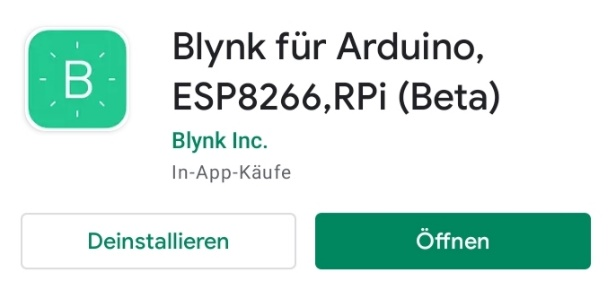 B
Blynk für Arduino,
ESP8266,RPi (Beta)
Blynk Inc.
In-App-Käufe
Deinstallieren
Öffnen